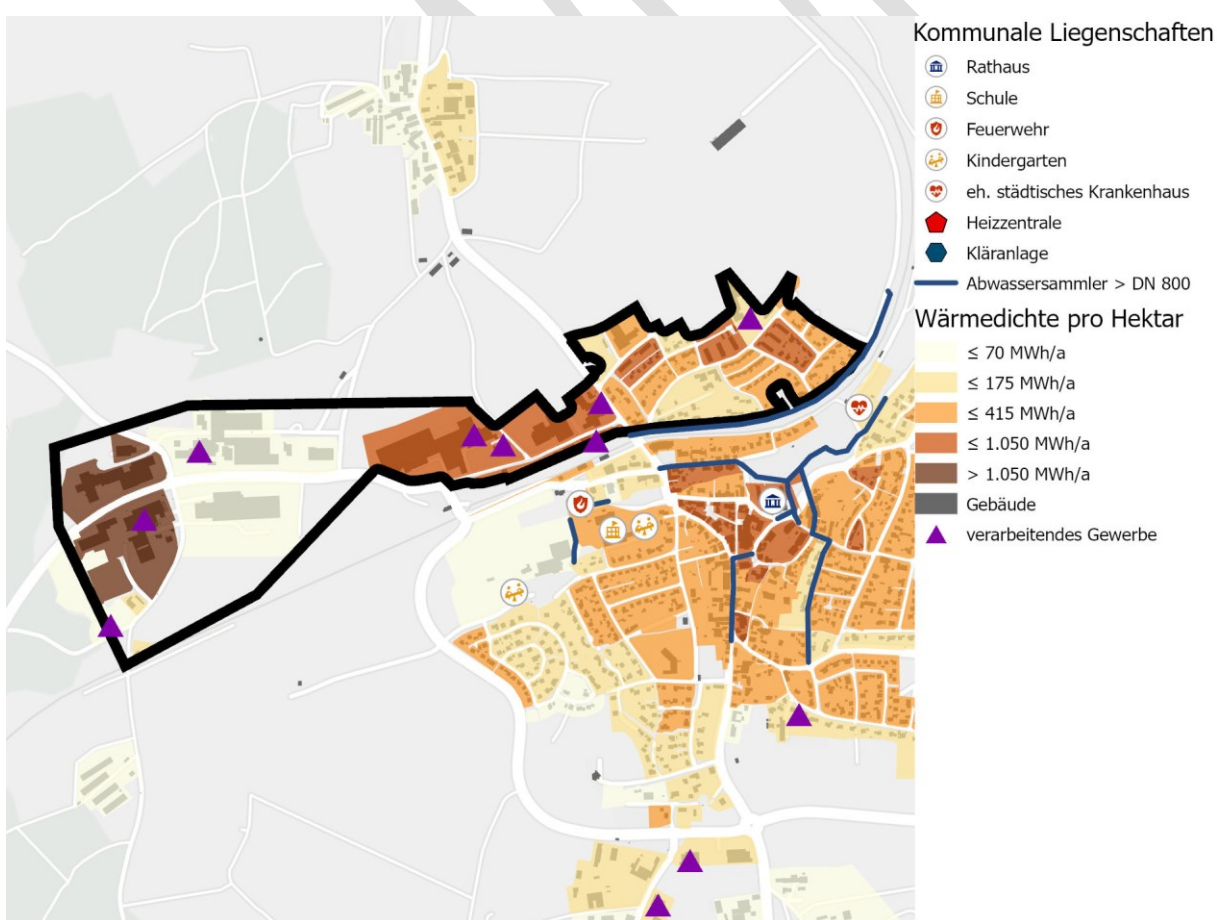 Kommunale Liegenschaften
Rathaus
Schule
Feuerwehr
Kindergarten
eh. städtisches Krankenhaus
Heizzentrale
Kläranlage
Abwassersammler > DN 800
Wärmedichte pro Hektar
≤ 70 MWh/a
≤ 175 MWh/a
≤ 415 MWh/a
≤ 1.050 MWh/a
> 1.050 MWh/a
Gebäude
verarbeitendes Gewerbe